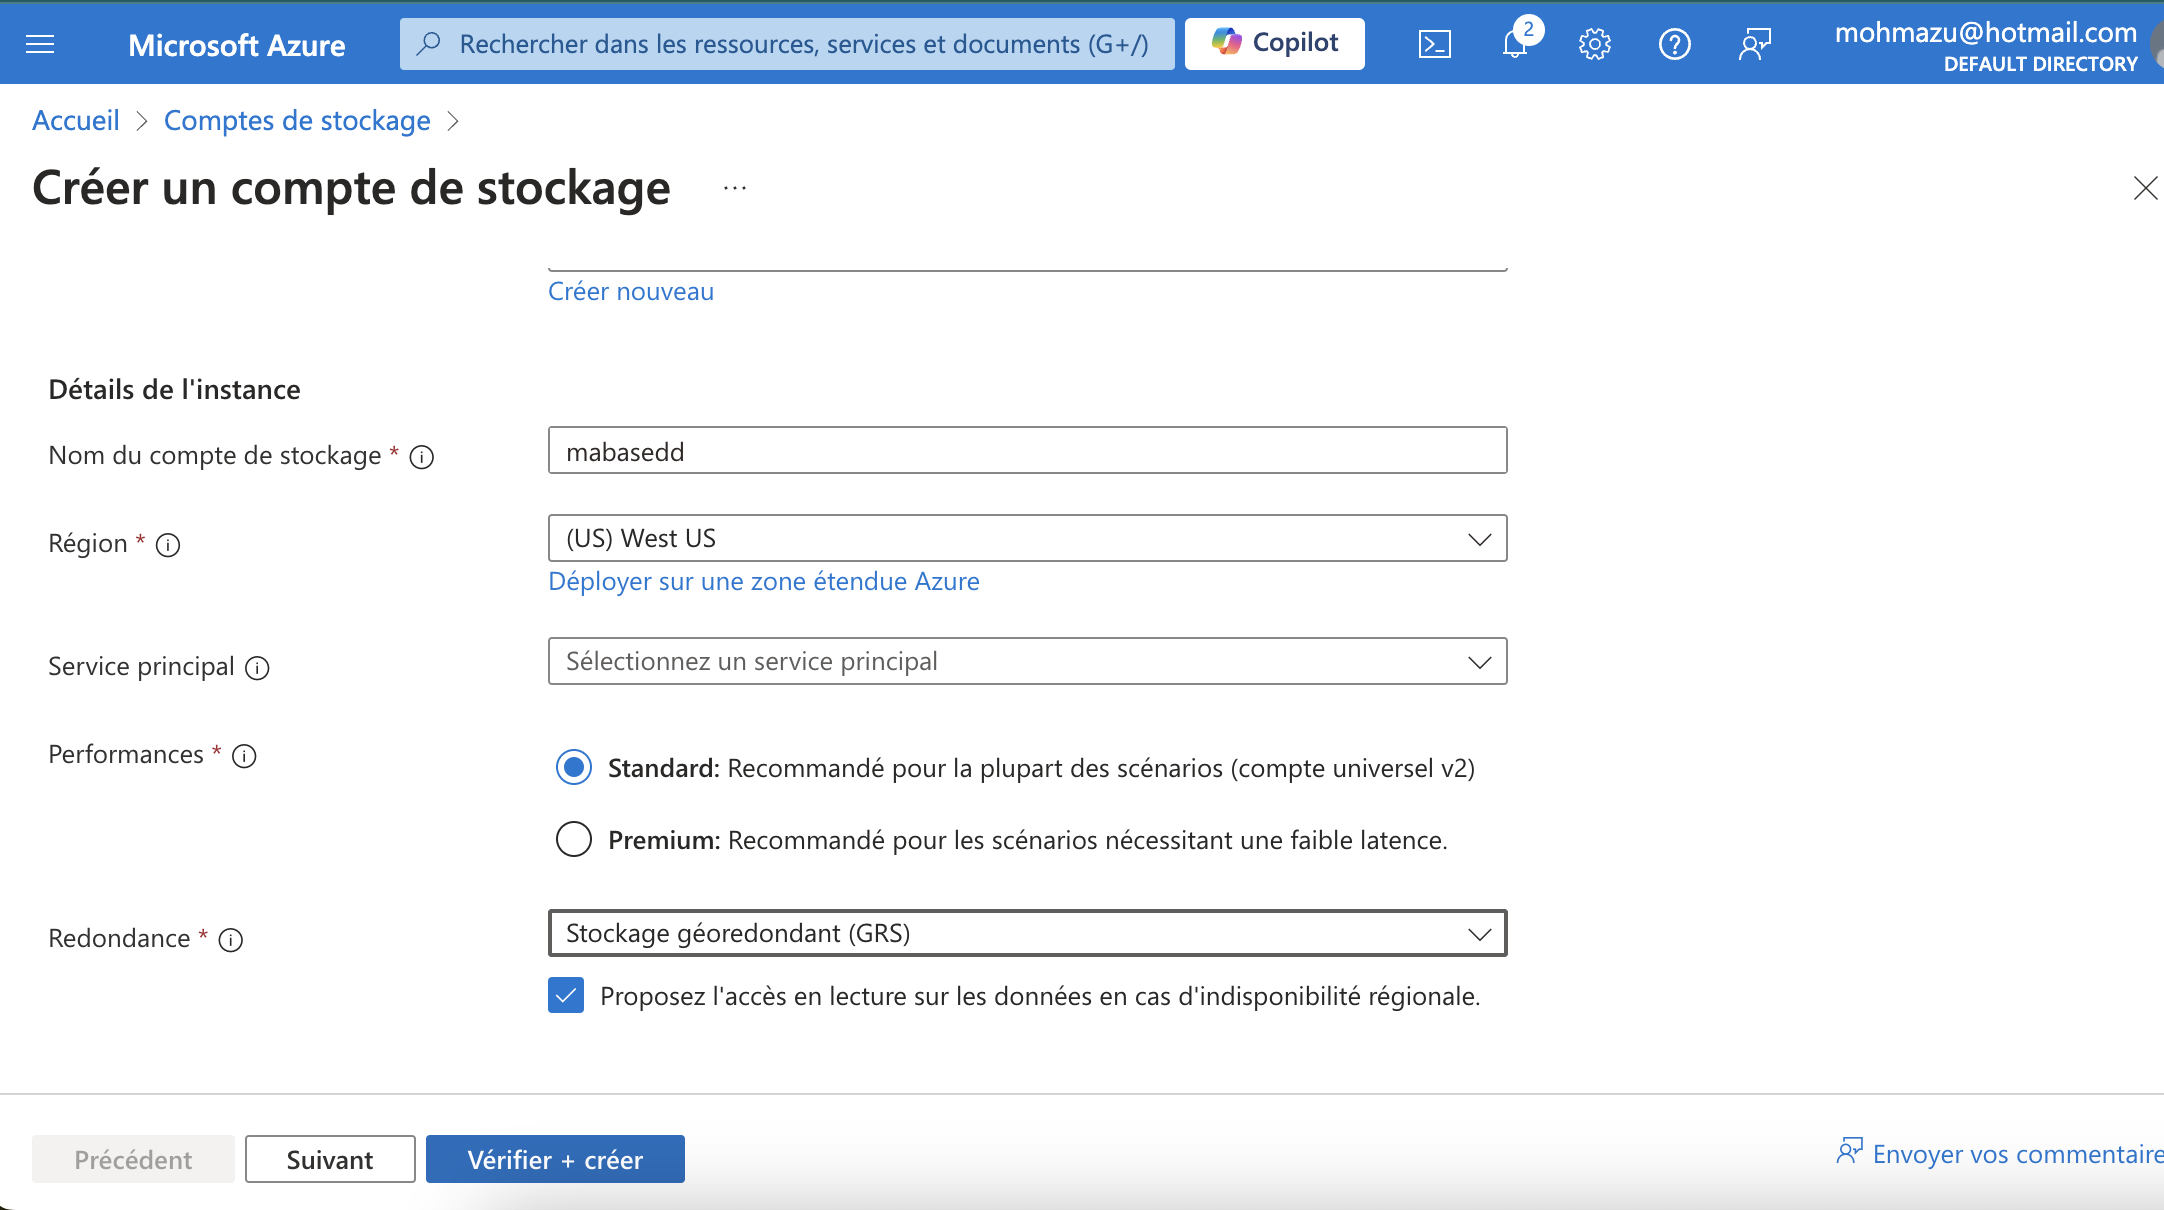 Microsoft Azure
Rechercher dans les ressources, services et documents (G+/)
Copilot
2
mohmazu@hotmail.com
DEFAULT DIRECTORY
Accueil > Comptes de stockage >
Créer un compte de stockage ...
Créer nouveau
Détails de l'instance
Nom du compte de stockage *
mabasedd
Région *
(US) West US
Déployer sur une zone étendue Azure
Service principal
Sélectionnez un service principal
Performances *
Standard: Recommandé pour la plupart des scénarios (compte universel v2)
Premium: Recommandé pour les scénarios nécessitant une faible latence.
Redondance *
Stockage géoredondant (GRS)
Proposez l'accès en lecture sur les données en cas d'indisponibilité régionale.
Précédent
Suivant
Vérifier + créer
Envoyer vos commentaire